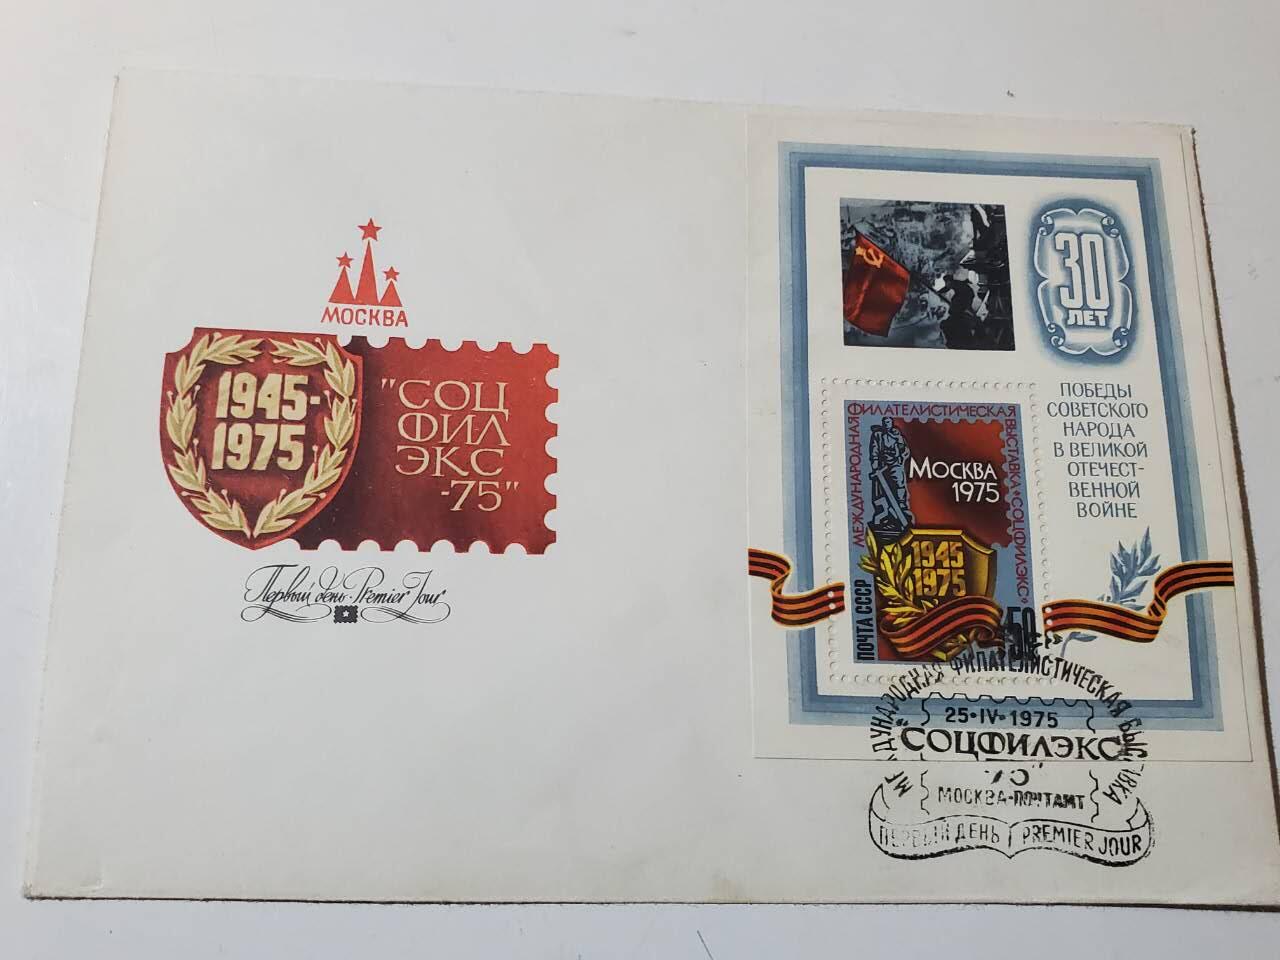 МОСКВА
1945-
1975
"СОЦ
ФИЛ
ЭКС
-75"
Первый день · Premier Jour
30
ЛЕТ
ПОБЕДЫ
СОВЕТСКОГО
НАРОДА
В ВЕЛИКОЙ
ОТЕЧЕСТ-
ВЕННОЙ
ВОЙНЕ
МЕЖДУНАРОДНАЯ ФИЛАТЕЛИСТИЧЕСКАЯ ВЫСТАВКА «СОЦФИЛЭКС»
МОСКВА
1975
1945
1975
ПОЧТА СССР
50
МЕЖДУНАРОДНАЯ ФИЛАТЕЛИСТИЧЕСКАЯ ВЫСТАВКА
25·IV·1975
"СОЦФИЛЭКС
75"
МОСКВА-ПОЧТАМТ
ПЕРВЫЙ ДЕНЬ PREMIER JOUR